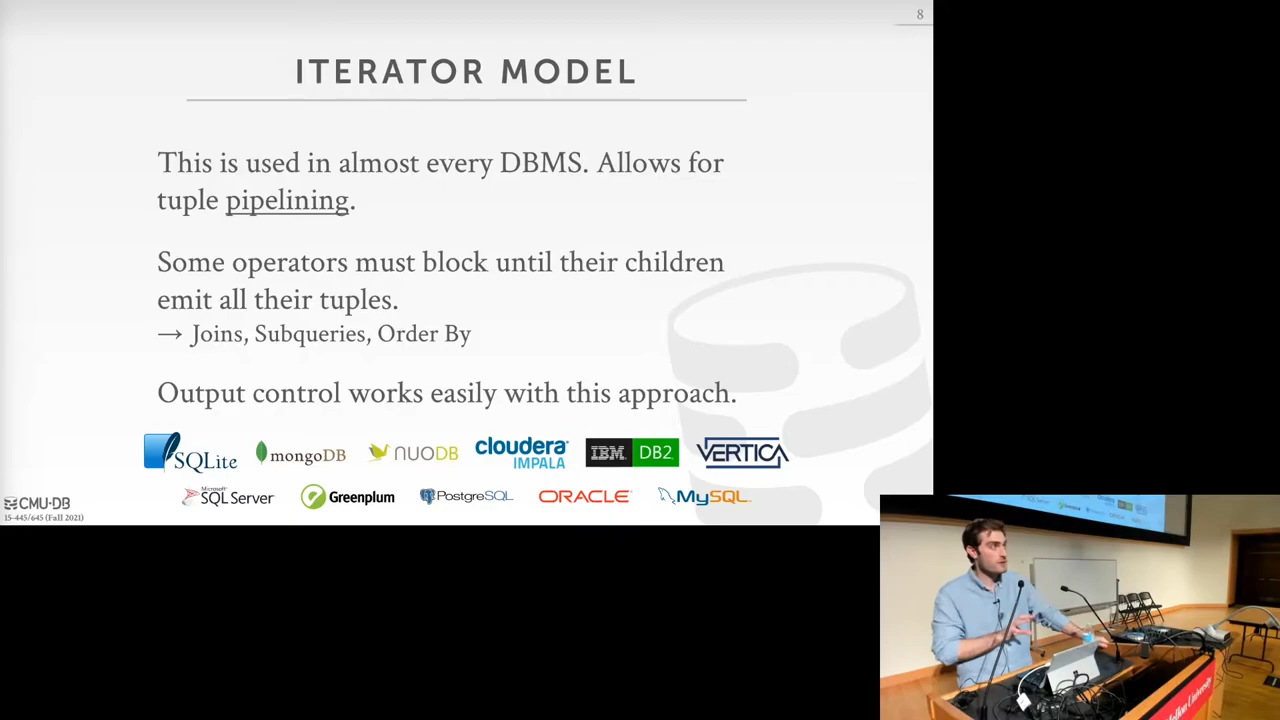 8
ITERATOR MODEL
This is used in almost every DBMS. Allows for
tuple pipelining.
Some operators must block until their children
emit all their tuples.
→ Joins, Subqueries, Order By
Output control works easily with this approach.
SQLite mongoDB NUODB cloudera IMPALA IBM DB2 VERTICA
Microsoft SQL Server Greenplum PostgreSQL ORACLE MySQL
CMU·DB
15-445/645 (Fall 2021)
Mellon University